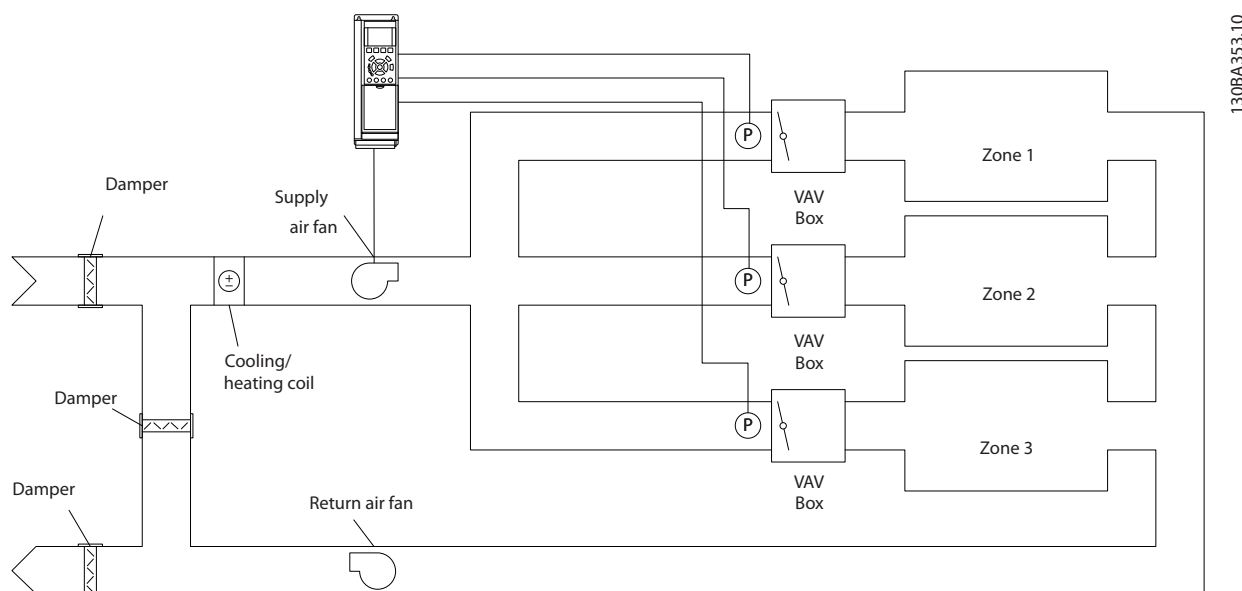 130BA353.10
Damper
Supply
air fan
P
VAV
Box
Zone 1
±
Cooling/
heating coil
P
VAV
Box
Zone 2
Damper
P
VAV
Box
Zone 3
Damper
Return air fan